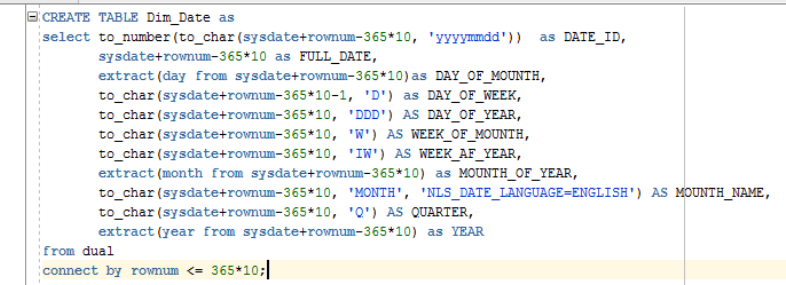 CREATE TABLE Dim_Date as
select to_number(to_char(sysdate+rownum-365*10, 'yyyymmdd'))  as DATE_ID,
sysdate+rownum-365*10 as FULL_DATE,
extract(day from sysdate+rownum-365*10)as DAY_OF_MOUNTH,
to_char(sysdate+rownum-365*10-1, 'D') as DAY_OF_WEEK,
to_char(sysdate+rownum-365*10, 'DDD') AS DAY_OF_YEAR,
to_char(sysdate+rownum-365*10, 'W') AS WEEK_OF_MOUNTH,
to_char(sysdate+rownum-365*10, 'IW') AS WEEK_AF_YEAR,
extract(month from sysdate+rownum-365*10) as MOUNTH_OF_YEAR,
to_char(sysdate+rownum-365*10, 'MONTH', 'NLS_DATE_LANGUAGE=ENGLISH') AS MOUNTH_NAME,
to_char(sysdate+rownum-365*10, 'Q') AS QUARTER,
extract(year from sysdate+rownum-365*10) as YEAR
from dual
connect by rownum <= 365*10;